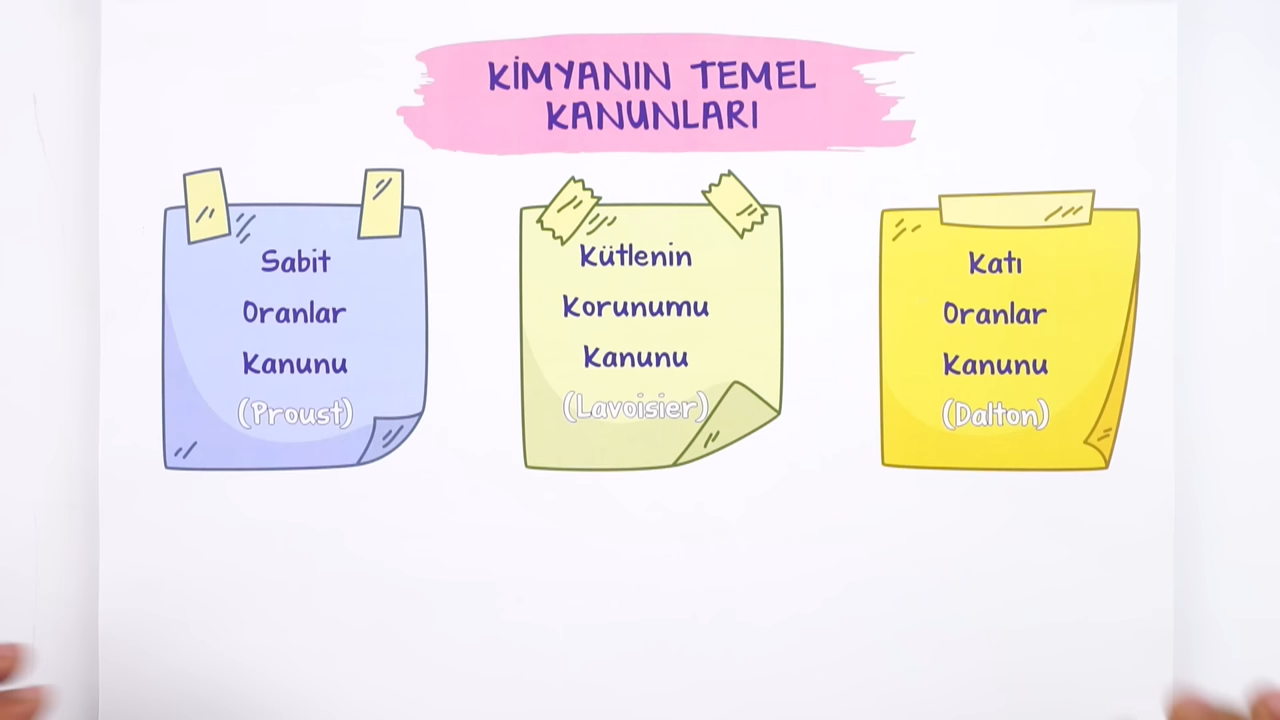 KİMYANIN TEMEL
KANUNLARI
Sabit
Oranlar
Kanunu
(Proust)
Kütlenin
Korunumu
Kanunu
(Lavoisier)
Katı
Oranlar
Kanunu
(Dalton)